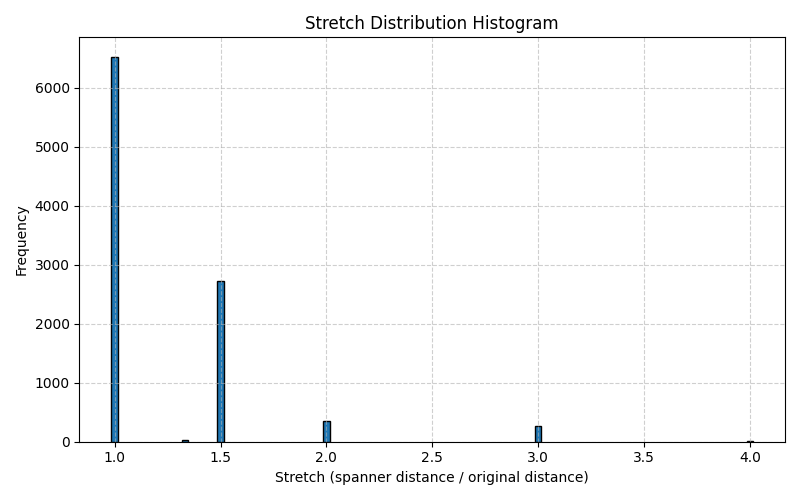 Stretch Distribution Histogram
Frequency
6000
5000
4000
3000
2000
1000
0
1.0 1.5 2.0 2.5 3.0 3.5 4.0
Stretch (spanner distance / original distance)